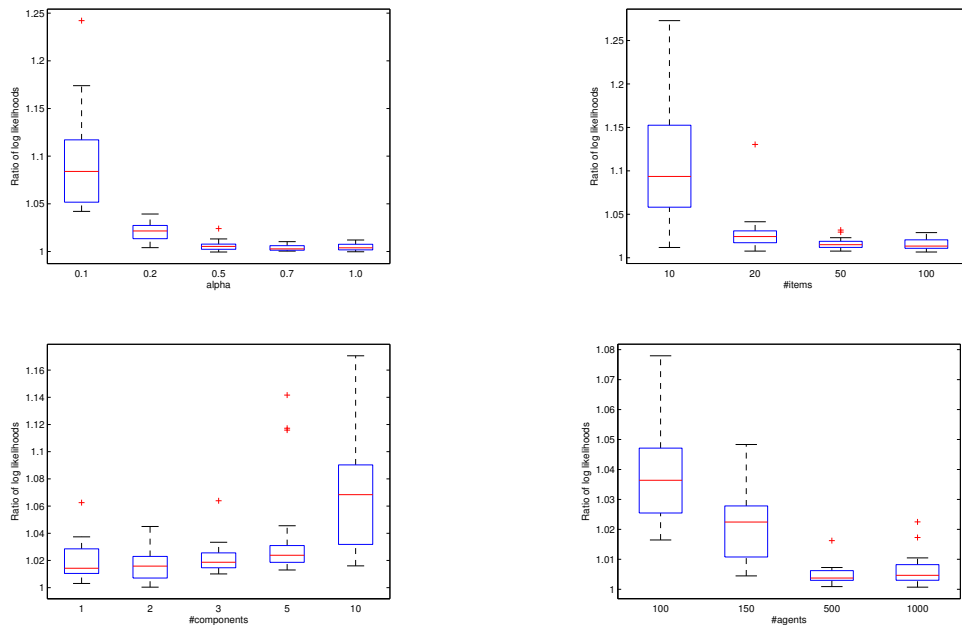 1.25
1.2
1.15
1.1
1.05
1
Ratio of log likelihoods
0.1 0.2 0.5 0.7 1.0
alpha
1.25
1.2
1.15
1.1
1.05
1
Ratio of log likelihoods
10 20 50 100
#items
1.16
1.14
1.12
1.1
1.08
1.06
1.04
1.02
1
Ratio of log likelihoods
1 2 3 5 10
#components
1.08
1.07
1.06
1.05
1.04
1.03
1.02
1.01
1
Ratio of log likelihoods
100 150 500 1000
#agents